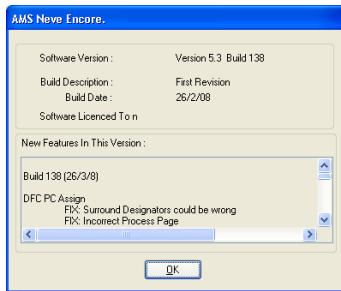 AMS Neve Encore.
Software Version : Version 5.3 Build 138
Build Description : First Revision
Build Date : 26/2/08
Software Licenced To n
New Features In This Version :
Build 138 (26/3/8)
DFC PC Assign
FIX: Surround Designators could be wrong
FIX: Incorrect Process Page
OK